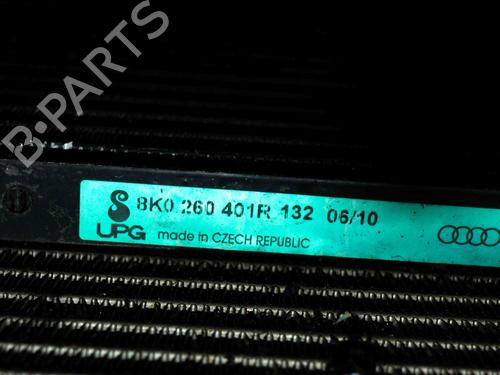 B-PARTS
8K0 260 401R 132 06/10
UPG made in CZECH REPUBLIC